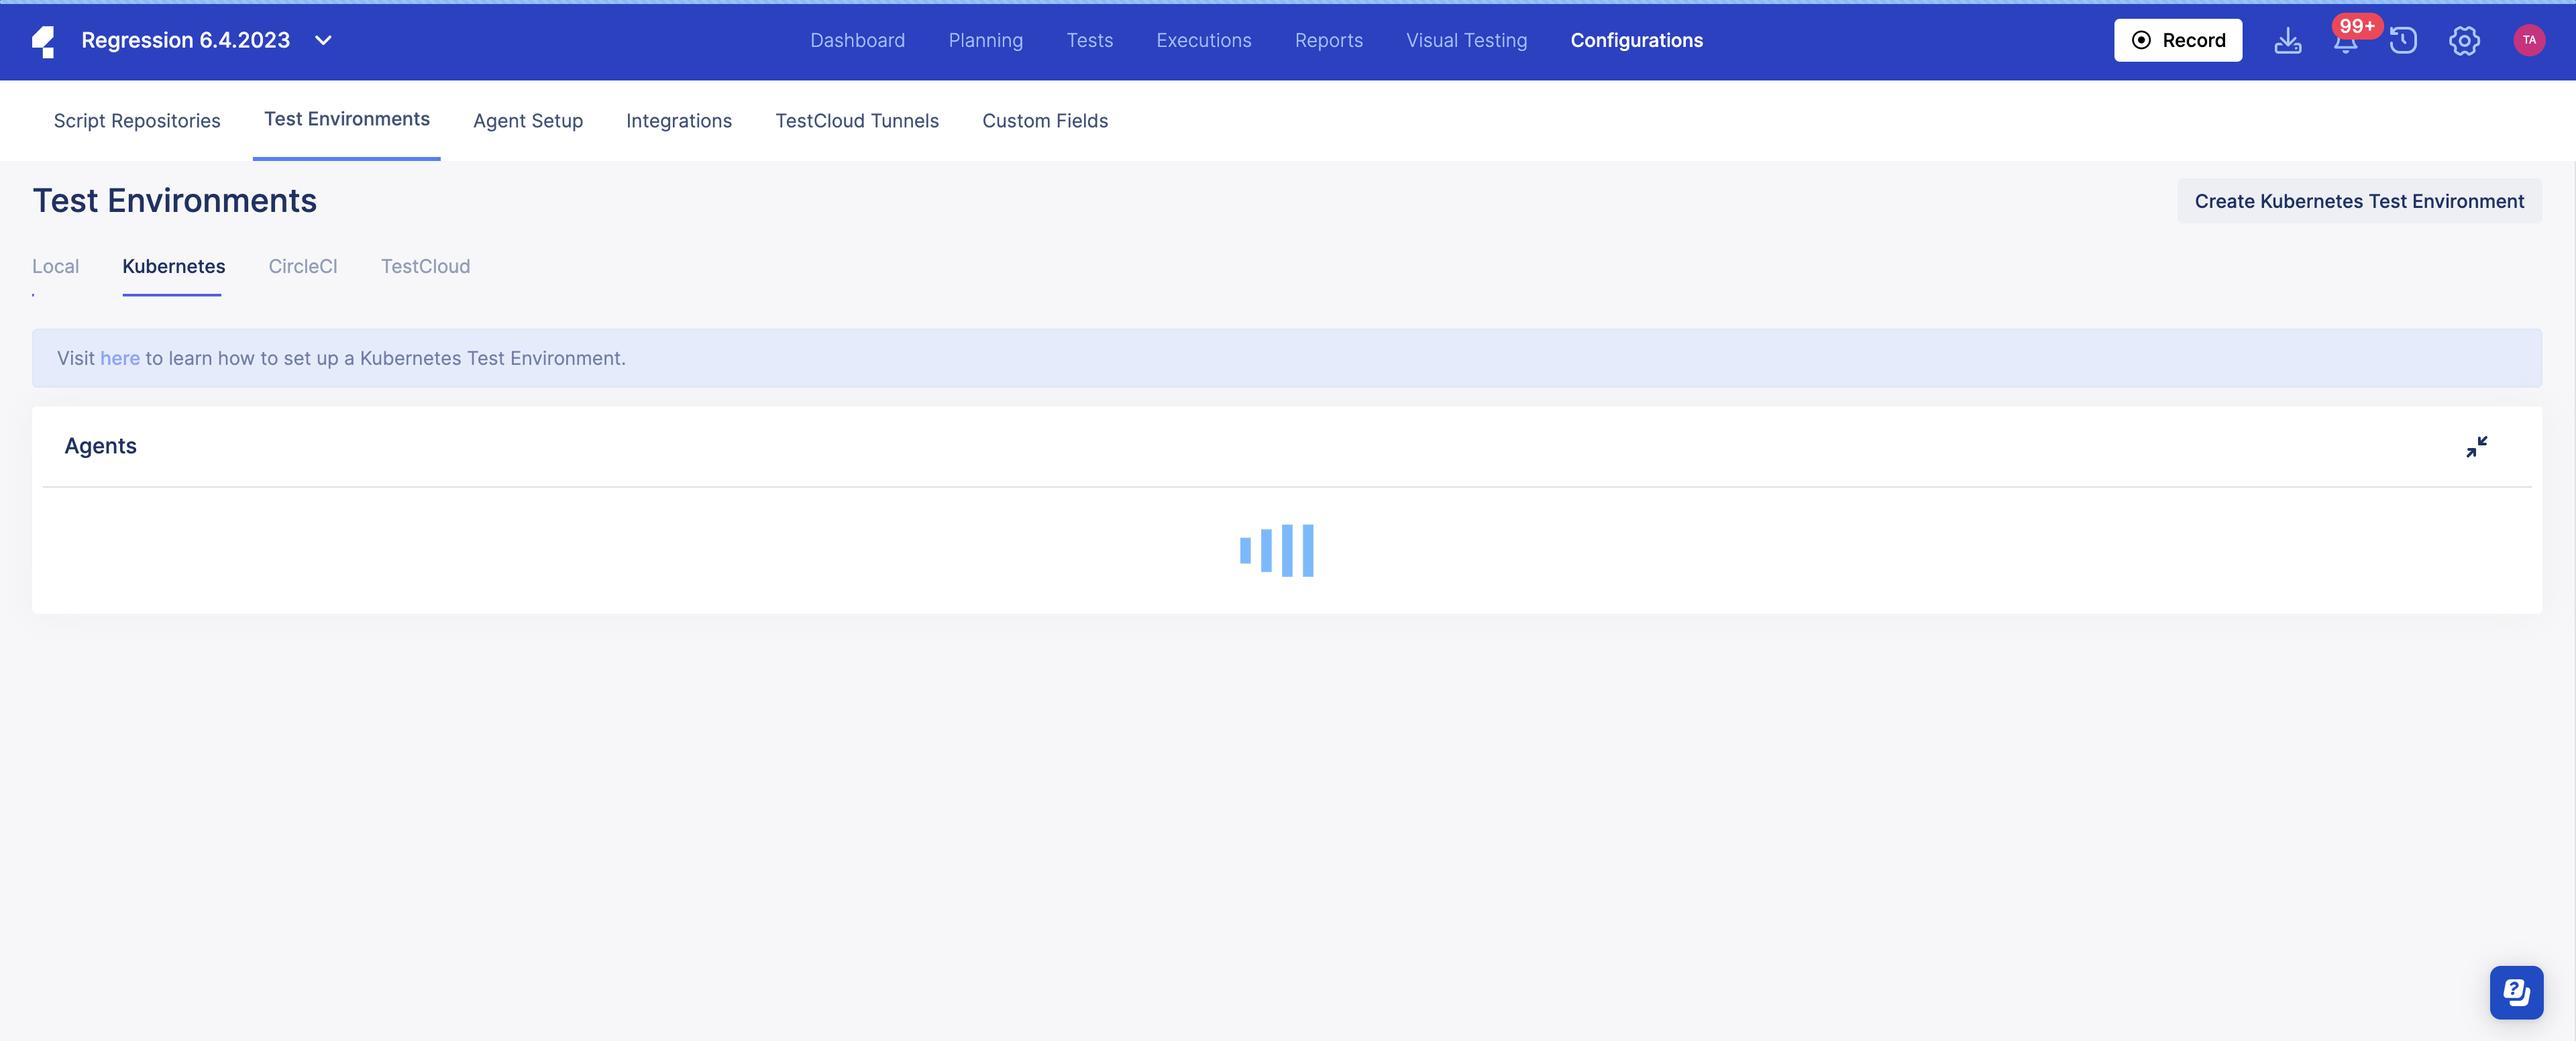 Regression 6.4.2023 Dashboard Planning Tests Executions Reports Visual Testing Configurations Record 99+ TA
Script Repositories Test Environments Agent Setup Integrations TestCloud Tunnels Custom Fields
Test Environments Create Kubernetes Test Environment
Local Kubernetes CircleCI TestCloud
Visit here to learn how to set up a Kubernetes Test Environment.
Agents
?